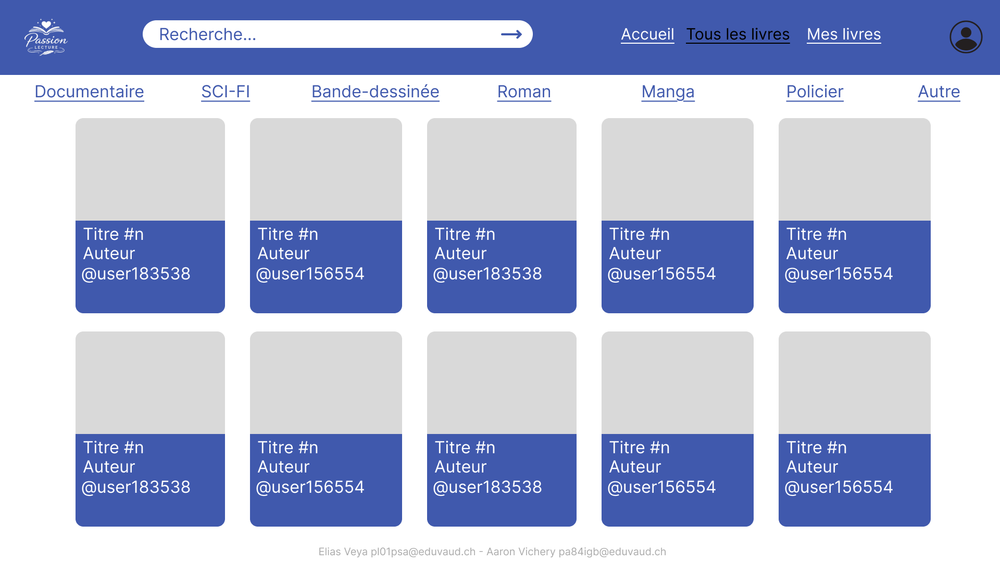 Passion
LECTURE
Recherche...
Accueil Tous les livres Mes livres
Documentaire SCI-FI Bande-dessinée Roman Manga Policier Autre
Titre #n
Auteur
@user183538
Titre #n
Auteur
@user156554
Titre #n
Auteur
@user183538
Titre #n
Auteur
@user156554
Titre #n
Auteur
@user156554
Titre #n
Auteur
@user183538
Titre #n
Auteur
@user156554
Titre #n
Auteur
@user183538
Titre #n
Auteur
@user156554
Titre #n
Auteur
@user156554
Elias Veya pl01psa@eduvaud.ch - Aaron Vichery pa84igb@eduvaud.ch